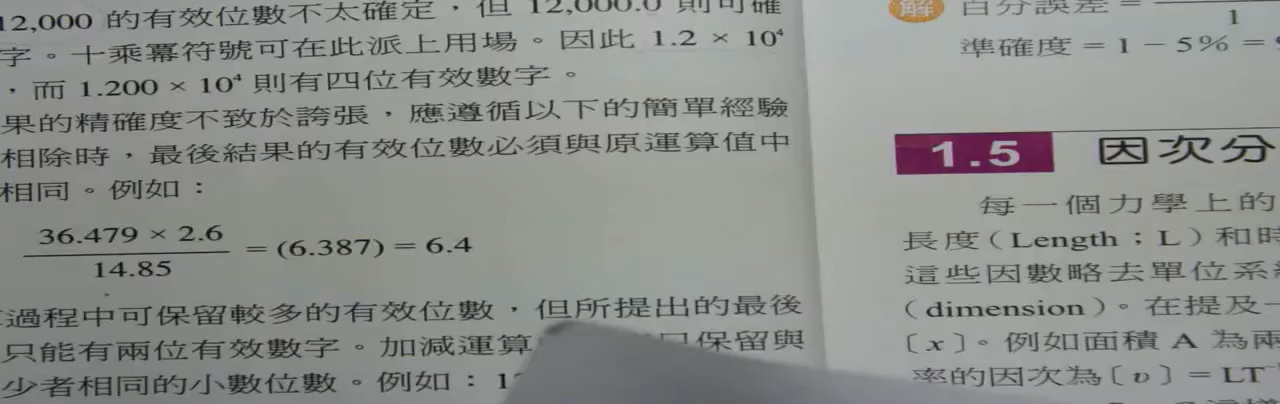 12,000 的有效位數不太確定，但 12,000.0 則可確
字。十乘冪符號可在此派上用場。因此 1.2 × 10⁴
，而 1.200 × 10⁴ 則有四位有效數字。
果的精確度不致於誇張，應遵循以下的簡單經驗
相除時，最後結果的有效位數必須與原運算值中
相同。例如：
36.479 × 2.6
14.85
= (6.387) = 6.4
過程中可保留較多的有效位數，但所提出的最後
只能有兩位有效數字。加減運算
只保留與
少者相同的小數位數。例如：1
解 百分誤差 =
1
準確度 = 1 − 5% =
1.5 因次分
每一個力學上的
長度（Length；L）和時
這些因數略去單位系
（dimension）。在提及
〔x〕。例如面積 A 為兩
率的因次為〔υ〕= LT⁻